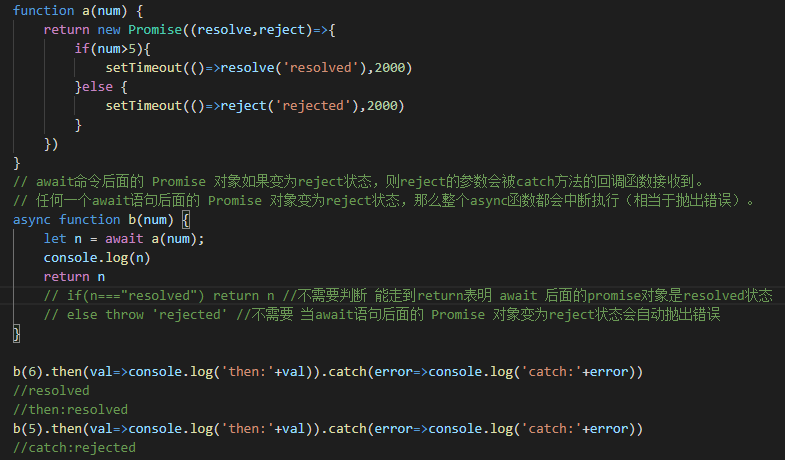 function a(num) {
    return new Promise((resolve,reject)=>{
        if(num>5){
            setTimeout(()=>resolve('resolved'),2000)
        }else {
            setTimeout(()=>reject('rejected'),2000)
        }
    })
}
// await命令后面的 Promise 对象如果变为reject状态，则reject的参数会被catch方法的回调函数接收到。
// 任何一个await语句后面的 Promise 对象变为reject状态，那么整个async函数都会中断执行（相当于抛出错误）。
async function b(num) {
    let n = await a(num);
    console.log(n)
    return n
    // if(n==="resolved") return n //不需要判断 能走到return表明 await 后面的promise对象是resolved状态
    // else throw 'rejected' //不需要 当await语句后面的 Promise 对象变为reject状态会自动抛出错误
}
b(6).then(val=>console.log('then:'+val)).catch(error=>console.log('catch:'+error))
//resolved
//then:resolved
b(5).then(val=>console.log('then:'+val)).catch(error=>console.log('catch:'+error))
//catch:rejected